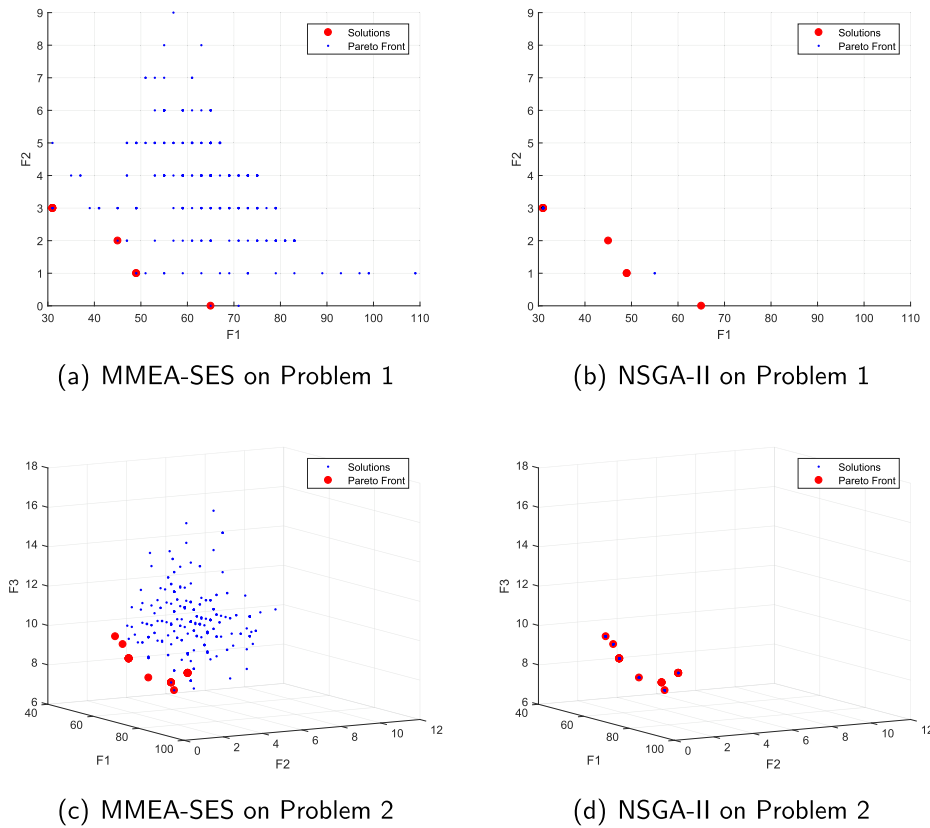 9
8
7
6
5
4
3
2
1
0
F2
30 40 50 60 70 80 90 100 110
F1
Solutions
Pareto Front
(a) MMEA-SES on Problem 1
9
8
7
6
5
4
3
2
1
0
F2
30 40 50 60 70 80 90 100 110
F1
Solutions
Pareto Front
(b) NSGA-II on Problem 1
18
16
14
12
10
8
6
F3
40 60 80 100
F1
0 2 4 6 8 10 12
F2
Solutions
Pareto Front
(c) MMEA-SES on Problem 2
18
16
14
12
10
8
6
F3
40 60 80 100
F1
0 2 4 6 8 10 12
F2
Solutions
Pareto Front
(d) NSGA-II on Problem 2